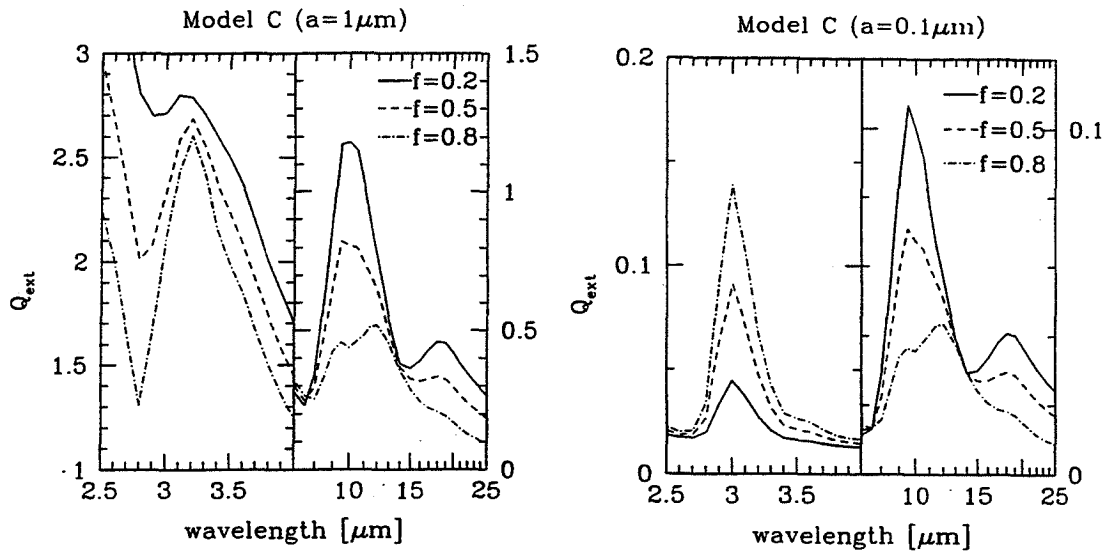 Model C (a=1μm)
3
2.5
2
1.5
1
Q_ext
1.5
1
0.5
0
f=0.2
f=0.5
f=0.8
2.5 3 3.5 10 15 25
wavelength [μm]
Model C (a=0.1μm)
0.2
0.1
0
Q_ext
f=0.2
f=0.5
f=0.8
0.1
0
2.5 3 3.5 10 15 25
wavelength [μm]